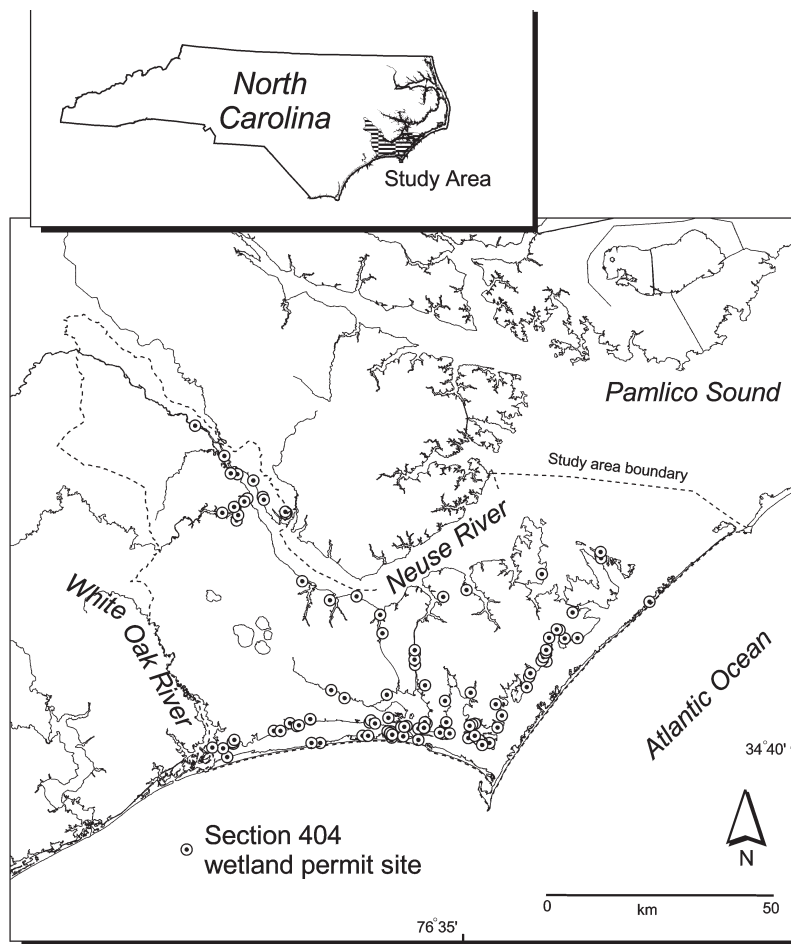 North
Carolina
Study Area
Pamlico Sound
Study area boundary
Neuse River
White Oak River
Atlantic Ocean
34°40'
Section 404
wetland permit site
N
0 km 50
76°35'